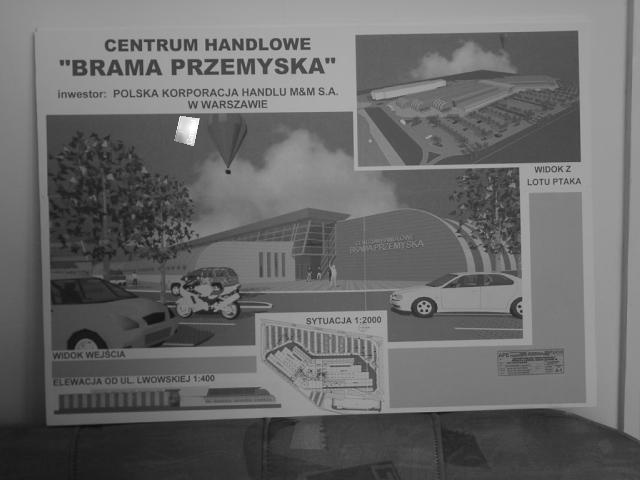 CENTRUM HANDLOWE
"BRAMA PRZEMYSKA"
inwestor: POLSKA KORPORACJA HANDLU M&M S.A.
W WARSZAWIE
WIDOK Z
LOTU PTAKA
CENTRUM HANDLOWE
BRAMA PRZEMYSKA
SYTUACJA 1:2000
WIDOK WEJŚCIA
ELEWACJA OD UL. LWOWSKIEJ 1:400